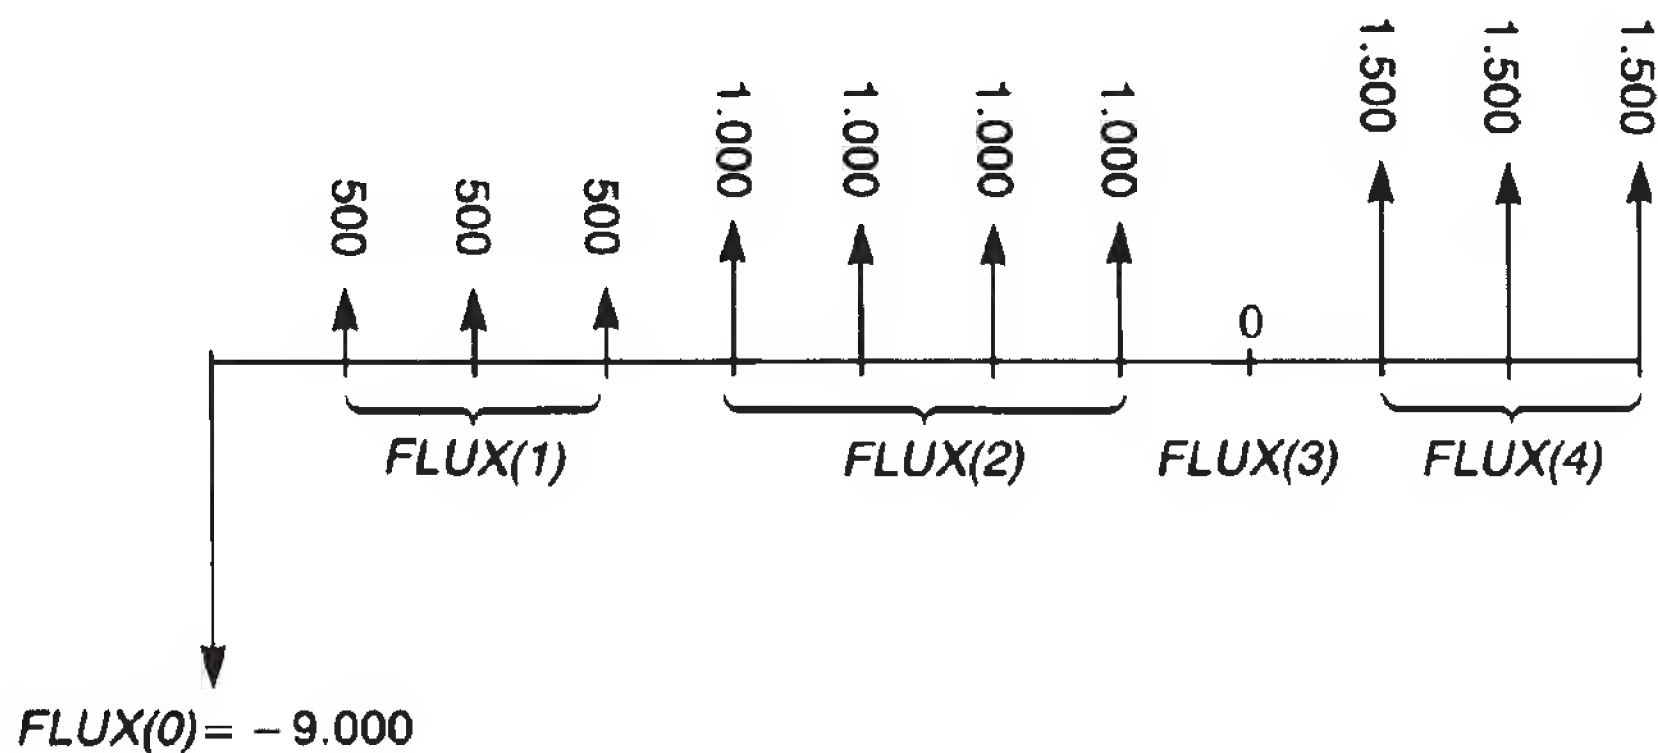 1.500 1.500 1.500
1.000 1.000 1.000 1.000
500 500 500
0
FLUX(1) FLUX(2) FLUX(3) FLUX(4)
FLUX(0)= – 9.000